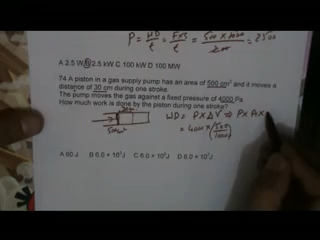 P = WD/t = F×s/t = 500 × 1000/200 = 2500
A 2.5 W B 2.5 kW C 100 kW D 100 MW
74 A piston in a gas supply pump has an area of 500 cm² and it moves a
distance of 30 cm during one stroke.
The pump moves the gas against a fixed pressure of 4000 Pa.
How much work is done by the piston during one stroke?
WD = P × ΔV ⇒ P × A ×
= 4000 ×
A 60 J B 6.0 × 10³ J C 6.0 × 10⁵ J D 6.0 × 10⁷ J